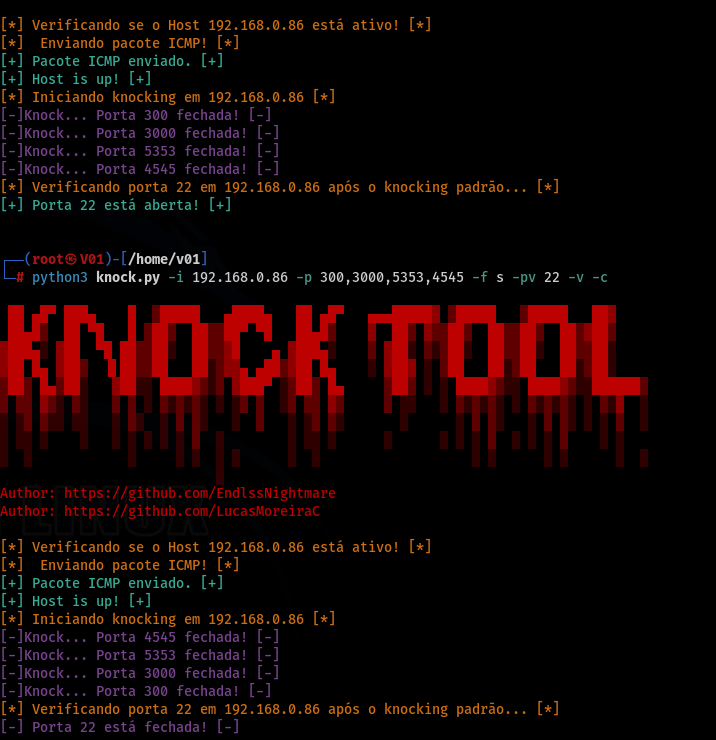 [*] Verificando se o Host 192.168.0.86 está ativo! [*]
[*]  Enviando pacote ICMP! [*]
[+] Pacote ICMP enviado. [+]
[+] Host is up! [+]
[*] Iniciando knocking em 192.168.0.86 [*]
[-]Knock... Porta 300 fechada! [-]
[-]Knock... Porta 3000 fechada! [-]
[-]Knock... Porta 5353 fechada! [-]
[-]Knock... Porta 4545 fechada! [-]
[*] Verificando porta 22 em 192.168.0.86 após o knocking padrão... [*]
[+] Porta 22 está aberta! [+]
┌──(root㉿V01)-[/home/v01]
└─# python3 knock.py -i 192.168.0.86 -p 300,3000,5353,4545 -f s -pv 22 -v -c
KNOCK TOOL
Author: https://github.com/EndlssNightmare
Author: https://github.com/LucasMoreiraC
LINUX
[*] Verificando se o Host 192.168.0.86 está ativo! [*]
[*]  Enviando pacote ICMP! [*]
[+] Pacote ICMP enviado. [+]
[+] Host is up! [+]
[*] Iniciando knocking em 192.168.0.86 [*]
[-]Knock... Porta 4545 fechada! [-]
[-]Knock... Porta 5353 fechada! [-]
[-]Knock... Porta 3000 fechada! [-]
[-]Knock... Porta 300 fechada! [-]
[*] Verificando porta 22 em 192.168.0.86 após o knocking padrão... [*]
[-] Porta 22 está fechada! [-]